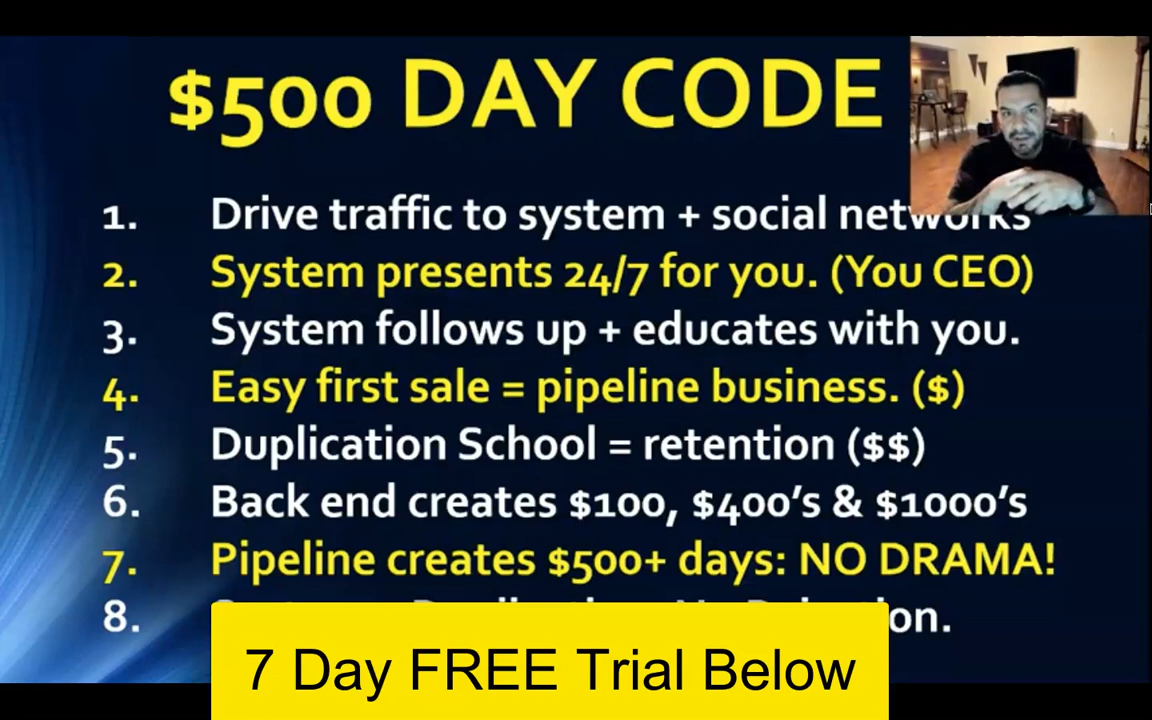 $500 DAY CODE
1. Drive traffic to system + social networks
2. System presents 24/7 for you. (You CEO)
3. System follows up + educates with you.
4. Easy first sale = pipeline business. ($)
5. Duplication School = retention ($$)
6. Back end creates $100, $400's & $1000's
7. Pipeline creates $500+ days: NO DRAMA!
8.
7 Day FREE Trial Below